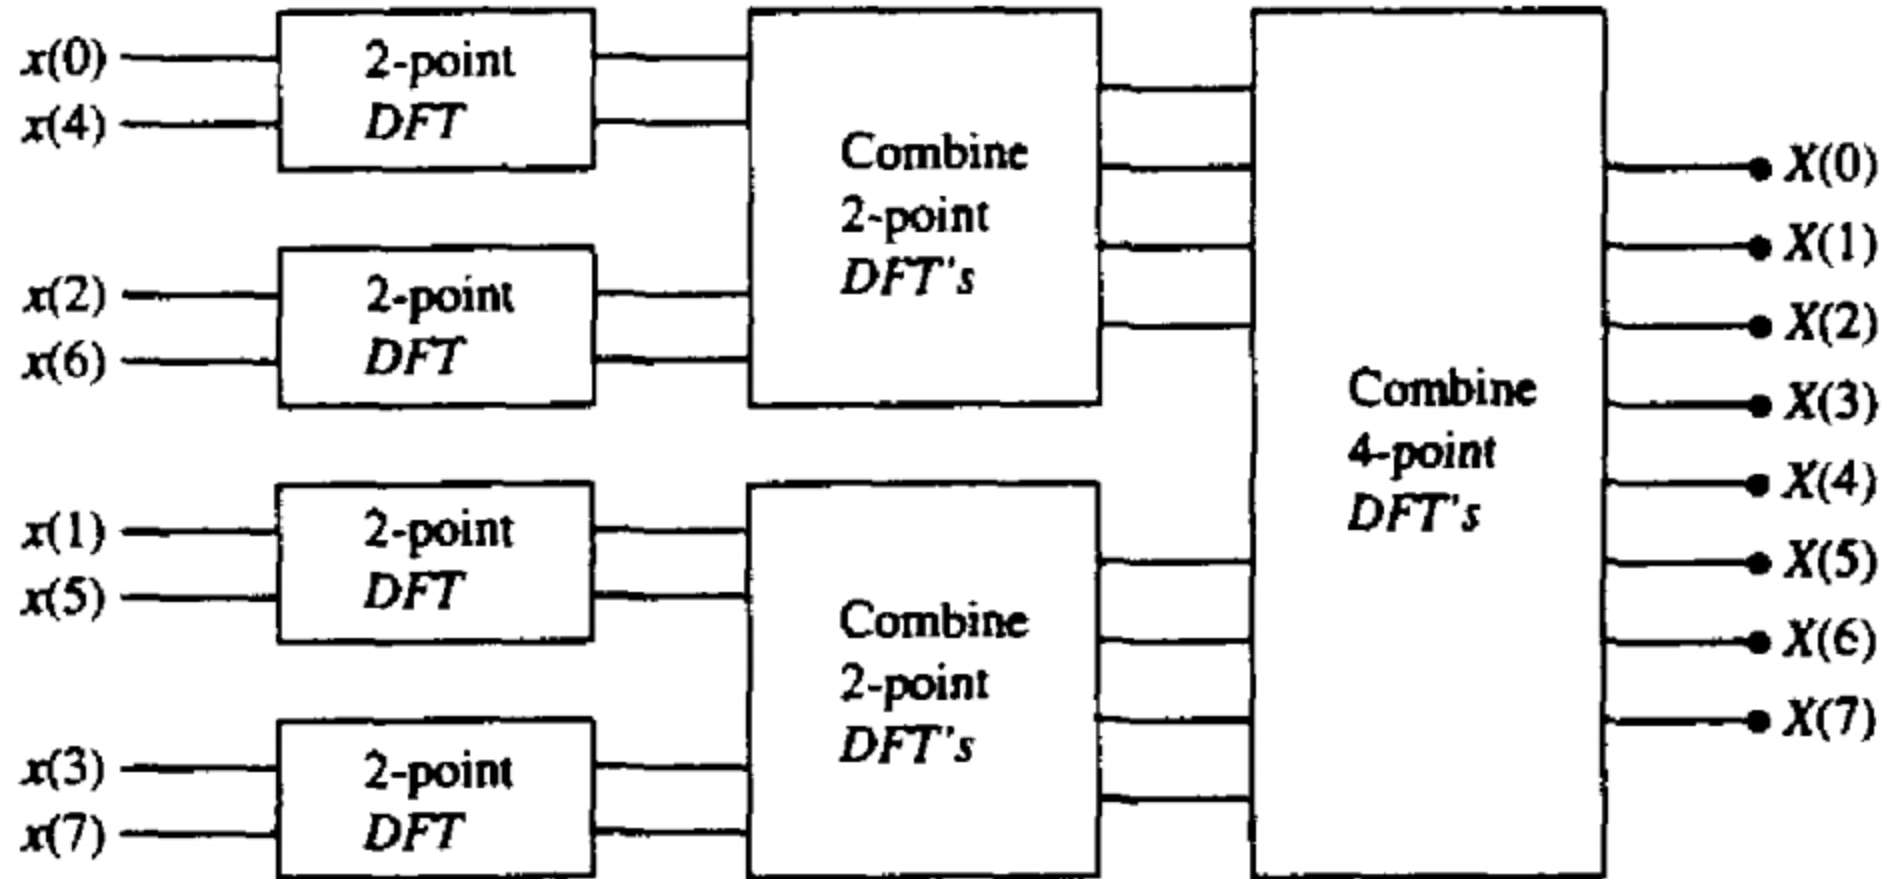 x(0)
x(4)
2-point
DFT
x(2)
x(6)
2-point
DFT
x(1)
x(5)
2-point
DFT
x(3)
x(7)
2-point
DFT
Combine
2-point
DFT's
Combine
2-point
DFT's
Combine
4-point
DFT's
X(0)
X(1)
X(2)
X(3)
X(4)
X(5)
X(6)
X(7)